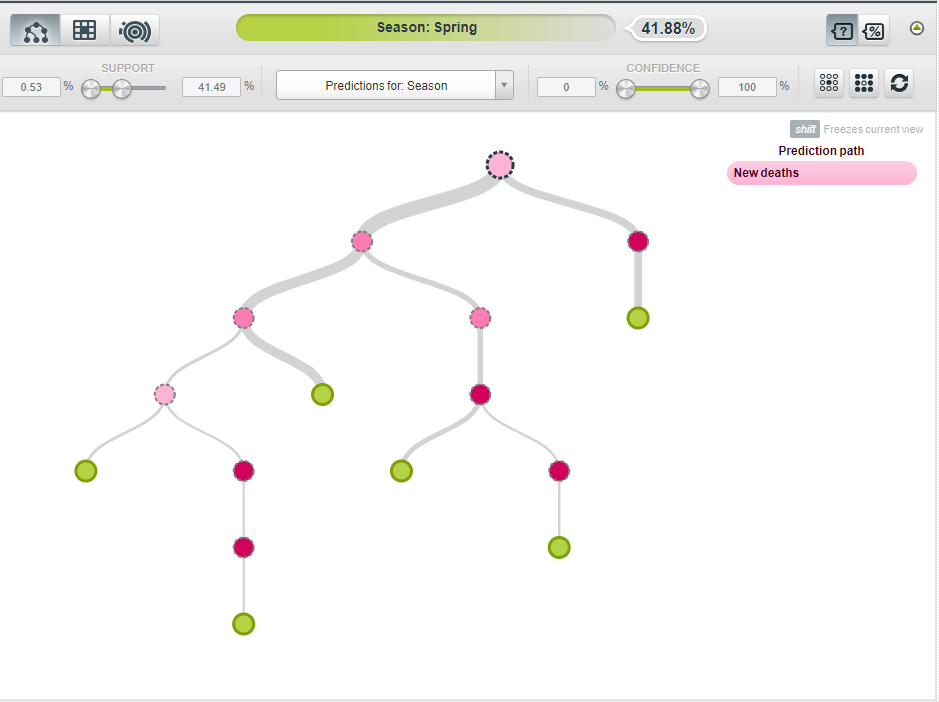 Season: Spring
41.88%
?
%
SUPPORT
CONFIDENCE
0.53 %
41.49 %
Predictions for: Season
0 %
100 %
shift Freezes current view
Prediction path
New deaths